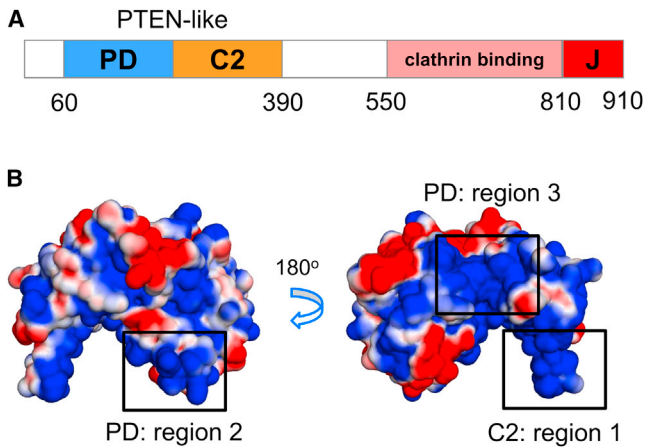 A
PTEN-like
PD C2 clathrin binding J
60 390 550 810 910
B
PD: region 3
180º
PD: region 2
C2: region 1